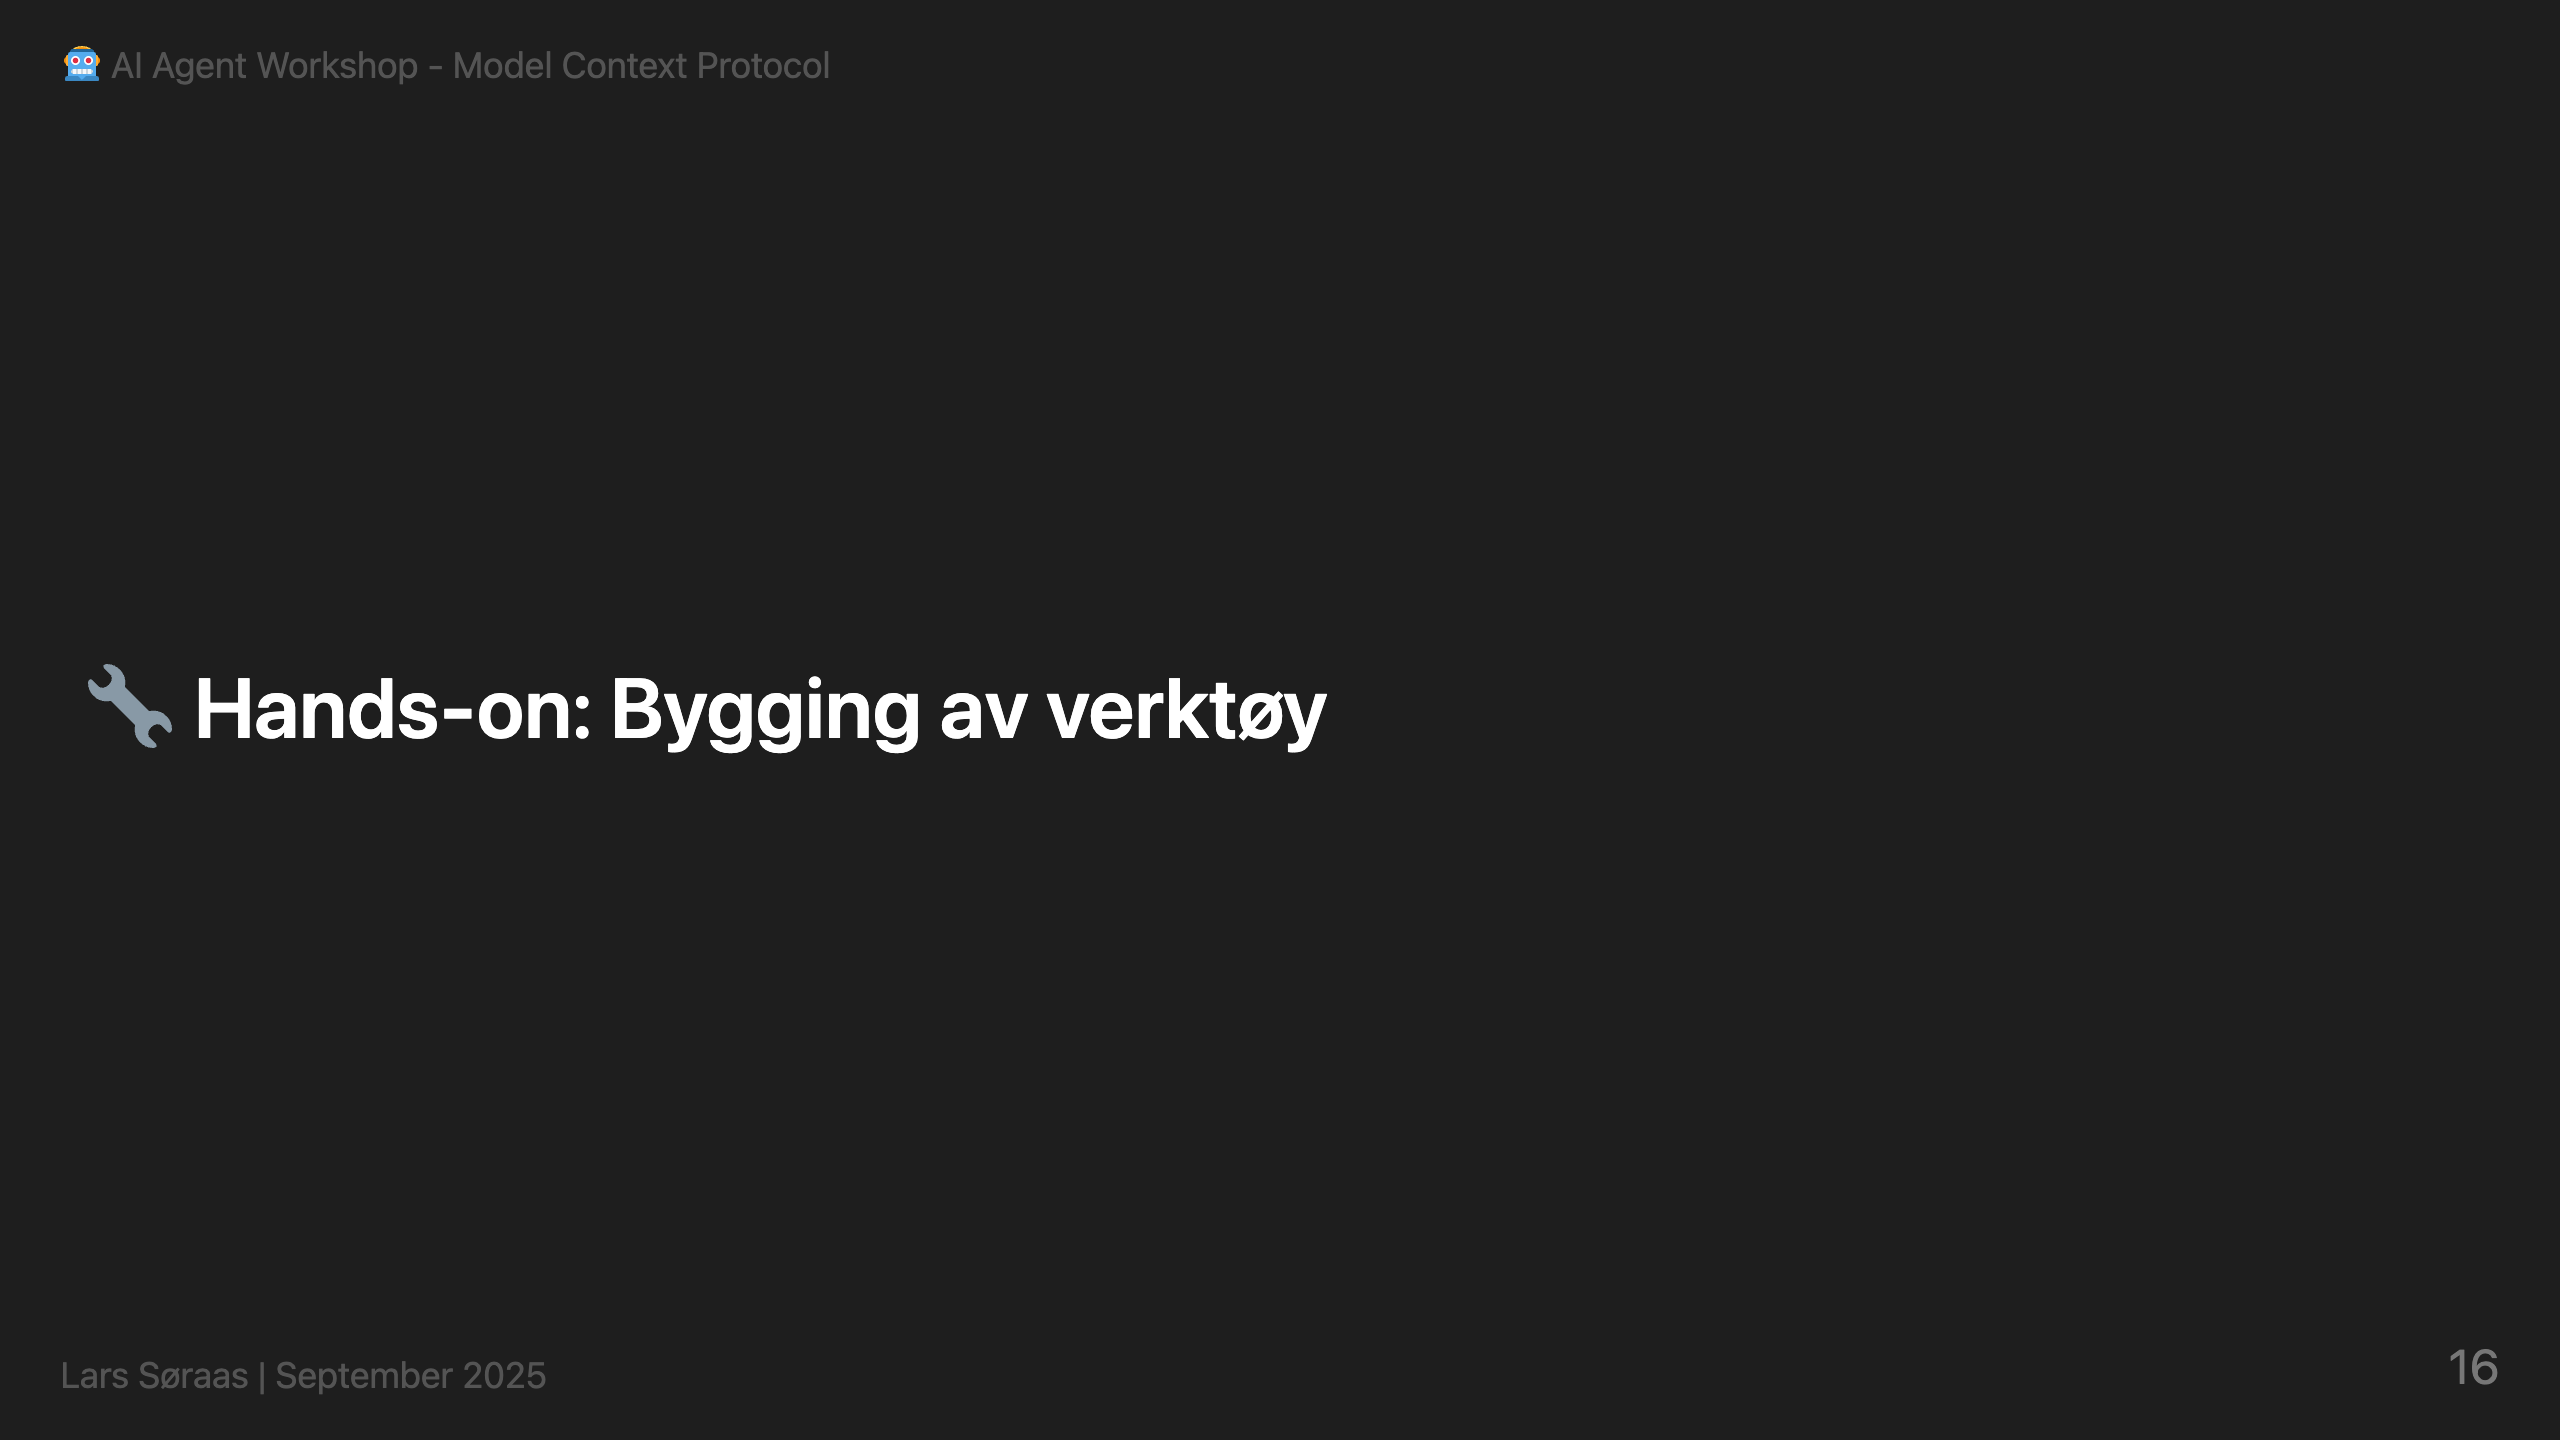 🤖 AI Agent Workshop - Model Context Protocol
🔧 Hands-on: Bygging av verktøy
Lars Søraas | September 2025
16